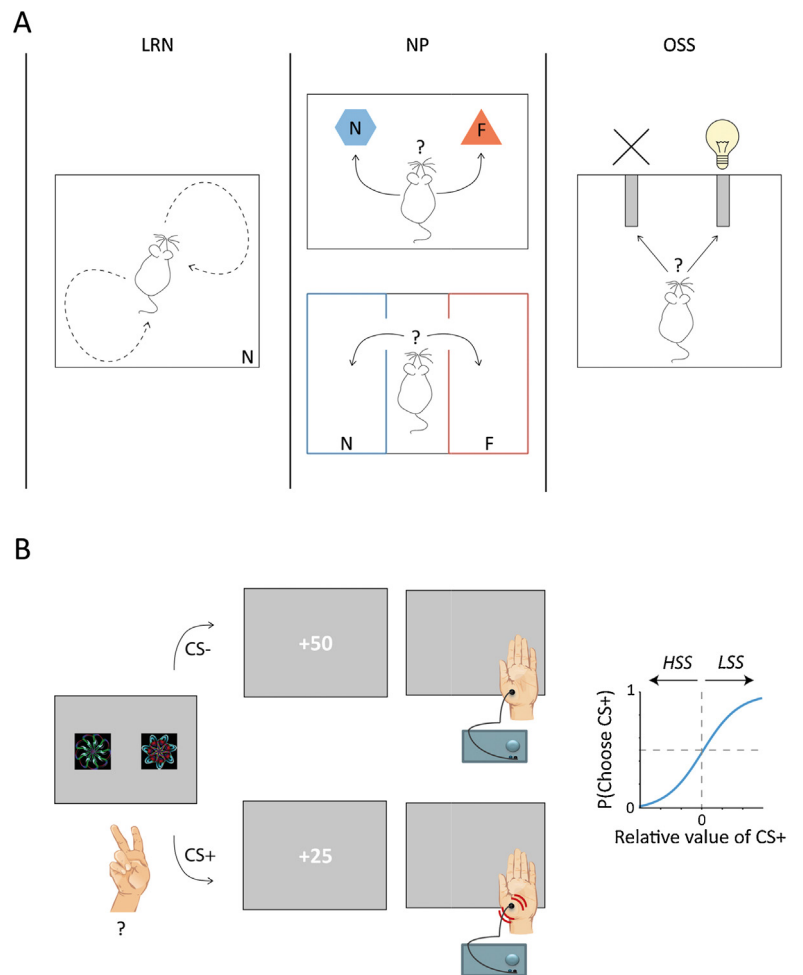 A
LRN
NP
OSS
N
F
?
N
?
N
F
?
B
CS-
+50
?
CS+
+25
HSS
LSS
1
P(Choose CS+)
0
0
Relative value of CS+